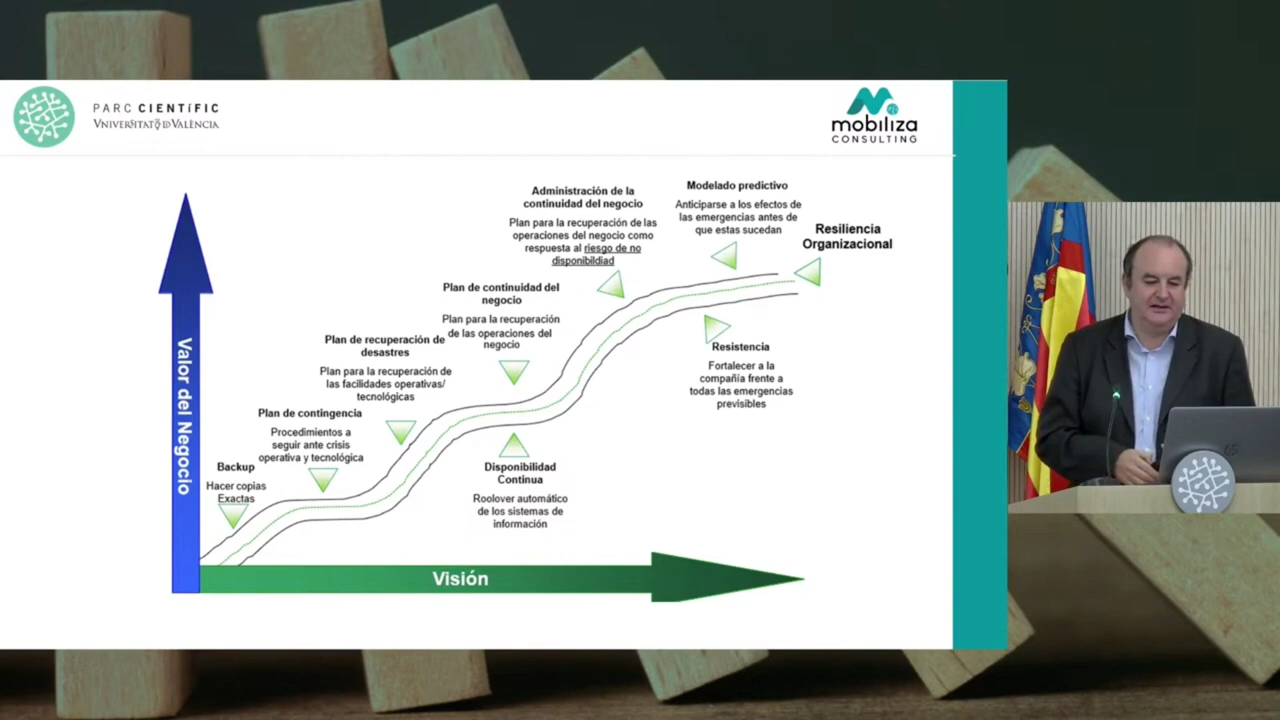 PARC CIENTÍFIC
VNIVERSITATÖDVALÈNCIA
mobiliza
CONSULTING
Administración de la
continuidad del negocio
Plan para la recuperación de las
operaciones del negocio como
respuesta al riesgo de no
disponibildiad
Modelado predictivo
Anticiparse a los efectos de
las emergencias antes de
que estas sucedan
Resiliencia
Organizacional
Plan de continuidad del
negocio
Plan para la recuperación
de las operaciones del
negocio
Plan de recuperación de
desastres
Plan para la recuperación de
las facilidades operativas/
tecnológicas
Resistencia
Fortalecer a la
compañía frente a
todas las emergencias
previsibles
Plan de contingencia
Procedimientos a
seguir ante crisis
operativa y tecnológica
Backup
Hacer copias
Exactas
Disponibilidad
Continua
Roolover automático
de los sistemas de
información
Valor del Negocio
Visión